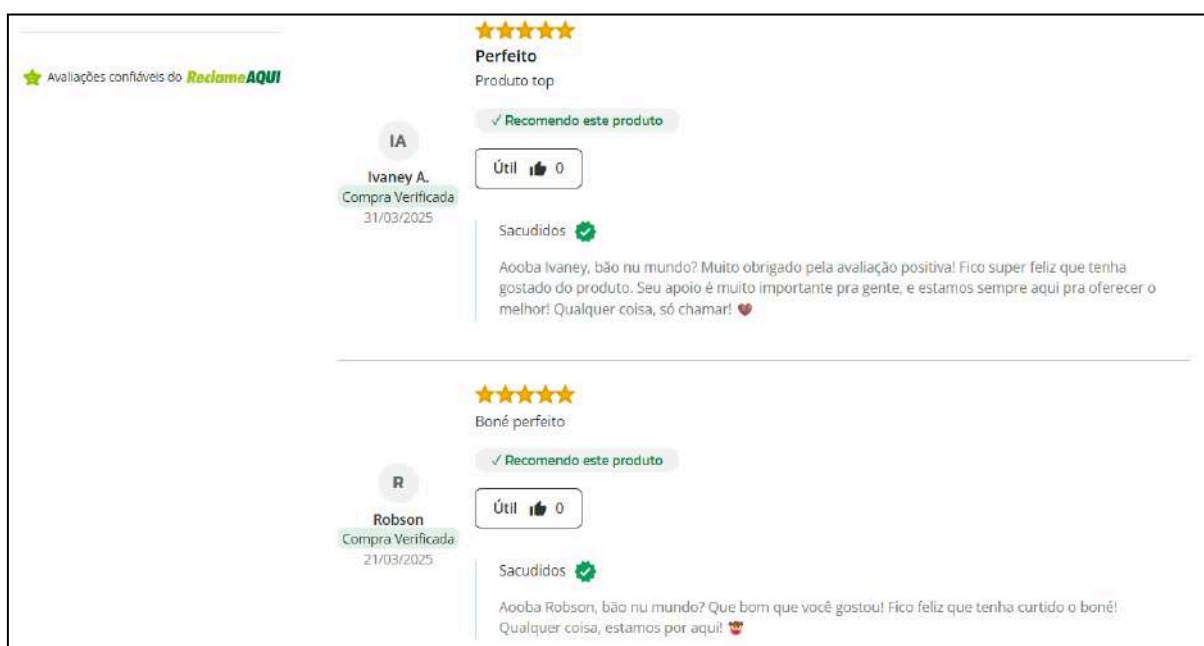 Avaliações confiáveis do ReclameAQUI
Perfeito
Produto top
✓ Recomendo este produto
IA
Ivaney A.
Compra Verificada
31/03/2025
Útil 0
Sacudidos
Aooba Ivaney, bão nu mundo? Muito obrigado pela avaliação positiva! Fico super feliz que tenha
gostado do produto. Seu apoio é muito importante pra gente, e estamos sempre aqui pra oferecer o
melhor! Qualquer coisa, só chamar!
Boné perfeito
✓ Recomendo este produto
R
Robson
Compra Verificada
21/03/2025
Útil 0
Sacudidos
Aooba Robson, bão nu mundo? Que bom que você gostou! Fico feliz que tenha curtido o boné!
Qualquer coisa, estamos por aqui!